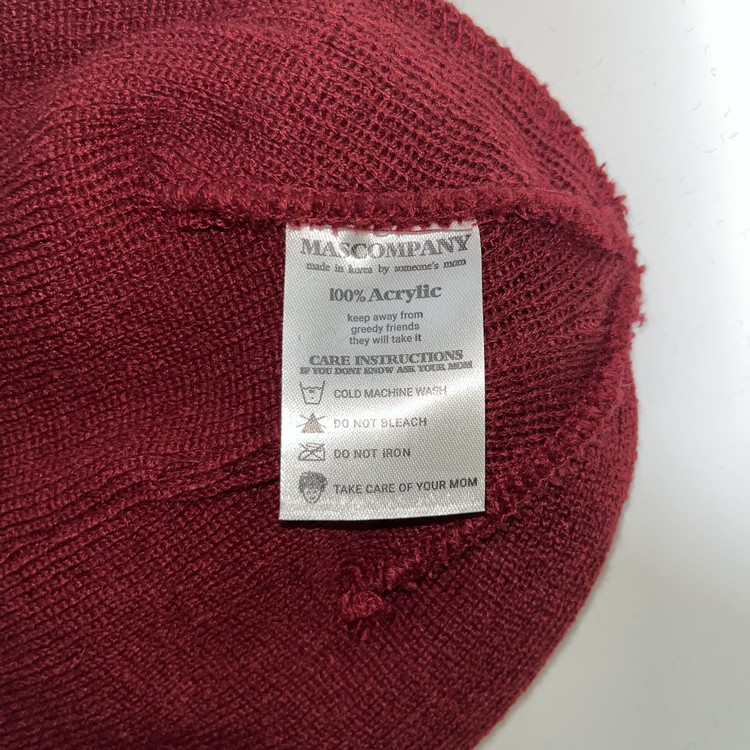 MASCOMPANY
made in korea by someone's mom
100% Acrylic
keep away from
greedy friends
they will take it
CARE INSTRUCTIONS
IF YOU DONT KNOW ASK YOUR MOM
COLD MACHINE WASH
DO NOT BLEACH
DO NOT IRON
TAKE CARE OF YOUR MOM